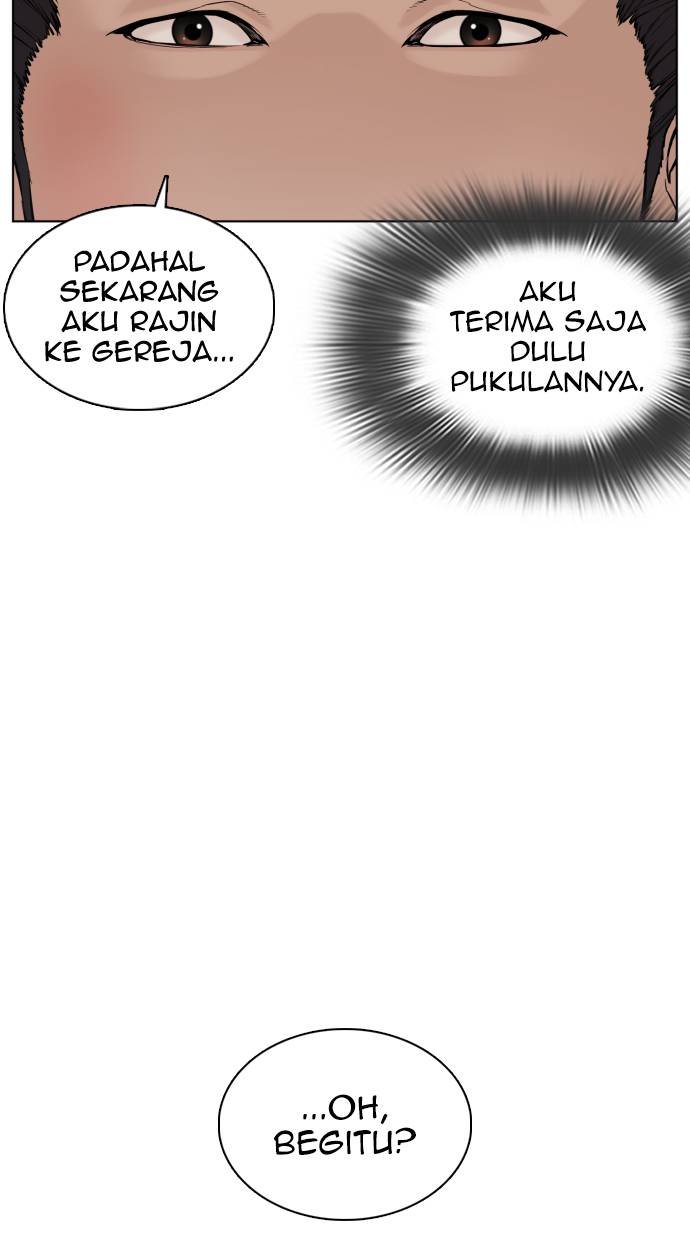 PADAHAL
SEKARANG
AKU RAJIN
KE GEREJA...
AKU
TERIMA SAJA
DULU
PUKULANNYA.
...OH,
BEGITU?